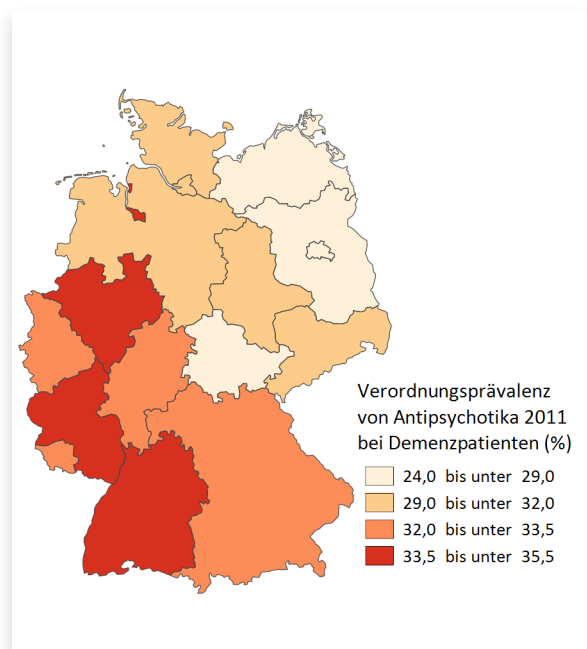 Verordnungsprävalenz
von Antipsychotika 2011
bei Demenzpatienten (%)
24,0 bis unter 29,0
29,0 bis unter 32,0
32,0 bis unter 33,5
33,5 bis unter 35,5